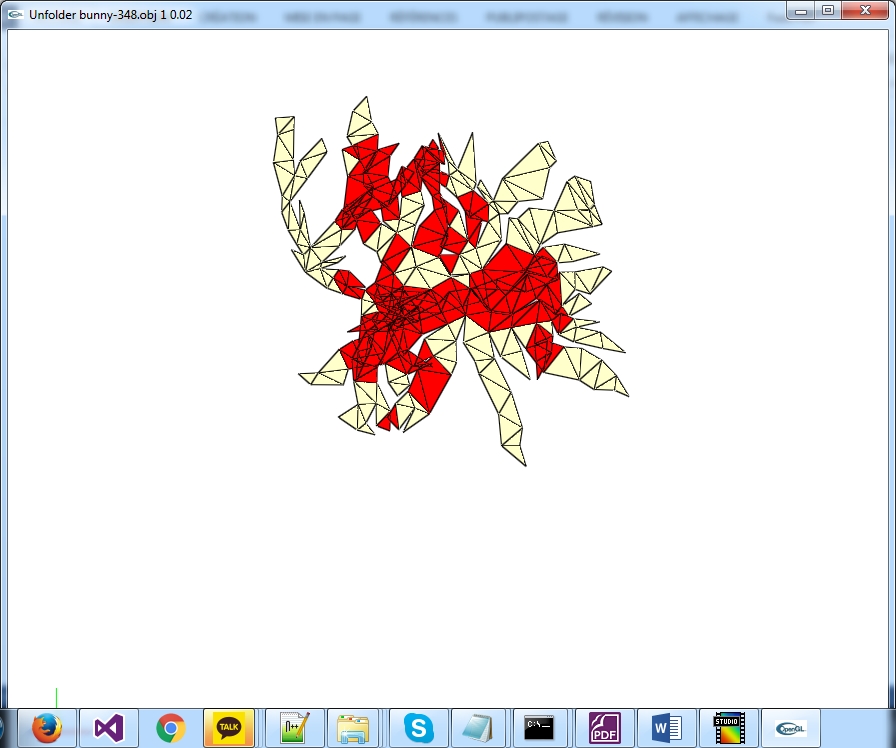 Unfolder bunny-348.obj 1 0.02
CRÉATION MISE EN PAGE RÉFÉRENCES PUBLIPOSTAGE RÉVISION AFFICHAGE
TALK
n++
C:\
PDF
W
STUDIO
OpenGL